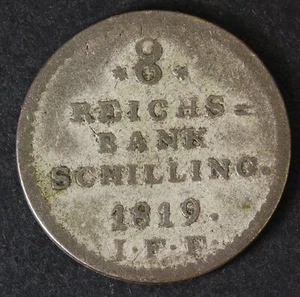 *8*
REICHS=
BANK
SCHILLING.
1819.
I.F.F.